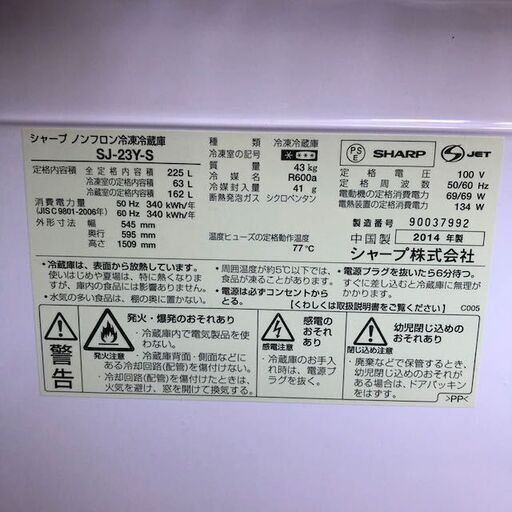 シャープ ノンフロン冷凍冷蔵庫
SJ-23Y-S
定格内容積 全定格内容積 225 L
冷凍室 63 L
冷蔵室 162 L
消費電力量 50 Hz 340 kWh/年
(JIS C 9801-2006年) 60 Hz 340 kWh/年
外形寸法 幅 545 mm
奥行 595 mm
高さ 1509 mm
種類 冷凍冷蔵庫
冷凍室の記号
質量 43 kg
冷媒名 R600a
冷媒封入量 41 g
断熱発泡ガス シクロペンタン
温度ヒューズの定格動作温度
77℃
PS
E
SHARP
JET
定格電圧 100 V
定格周波数 50/60 Hz
電動機の定格消費電力 69/69 W
電熱装置の定格消費電力 134 W
製造番号 90037992
中国製 2014 年製
シャープ株式会社
・冷蔵庫は、表面から放熱しています。
使いはじめや夏場は、特に熱くなりますが、庫内の食品には影響ありません。
・水気の多い食品は、棚の奥に置かない。
・周囲温度が約5℃以下では、食品が凍ることがあります。
・電源は必ずコンセントから
・電源プラグを抜いたら6分待つ。
すぐに差し込むと冷蔵庫に無理がかかります。
【くわしくは取扱説明書をご覧ください】
C005
警告
発火注意
発火・爆発のおそれあり
・冷蔵庫内で電気製品を使わない。
・冷蔵庫背面・側面などにある冷却回路(配管)を傷付けない。
・冷却回路(配管)を傷付けたときは、火気を避け、窓を開けて換気する。
感電注意
感電のおそれあり
・冷蔵庫のお手入れ時は、電源プラグを抜く。
閉じ込め注意
幼児閉じ込めのおそれあり
・廃棄などで保管するとき、幼児閉じ込めのおそれがある場合は、ドアパッキンをはずす。
>PP<